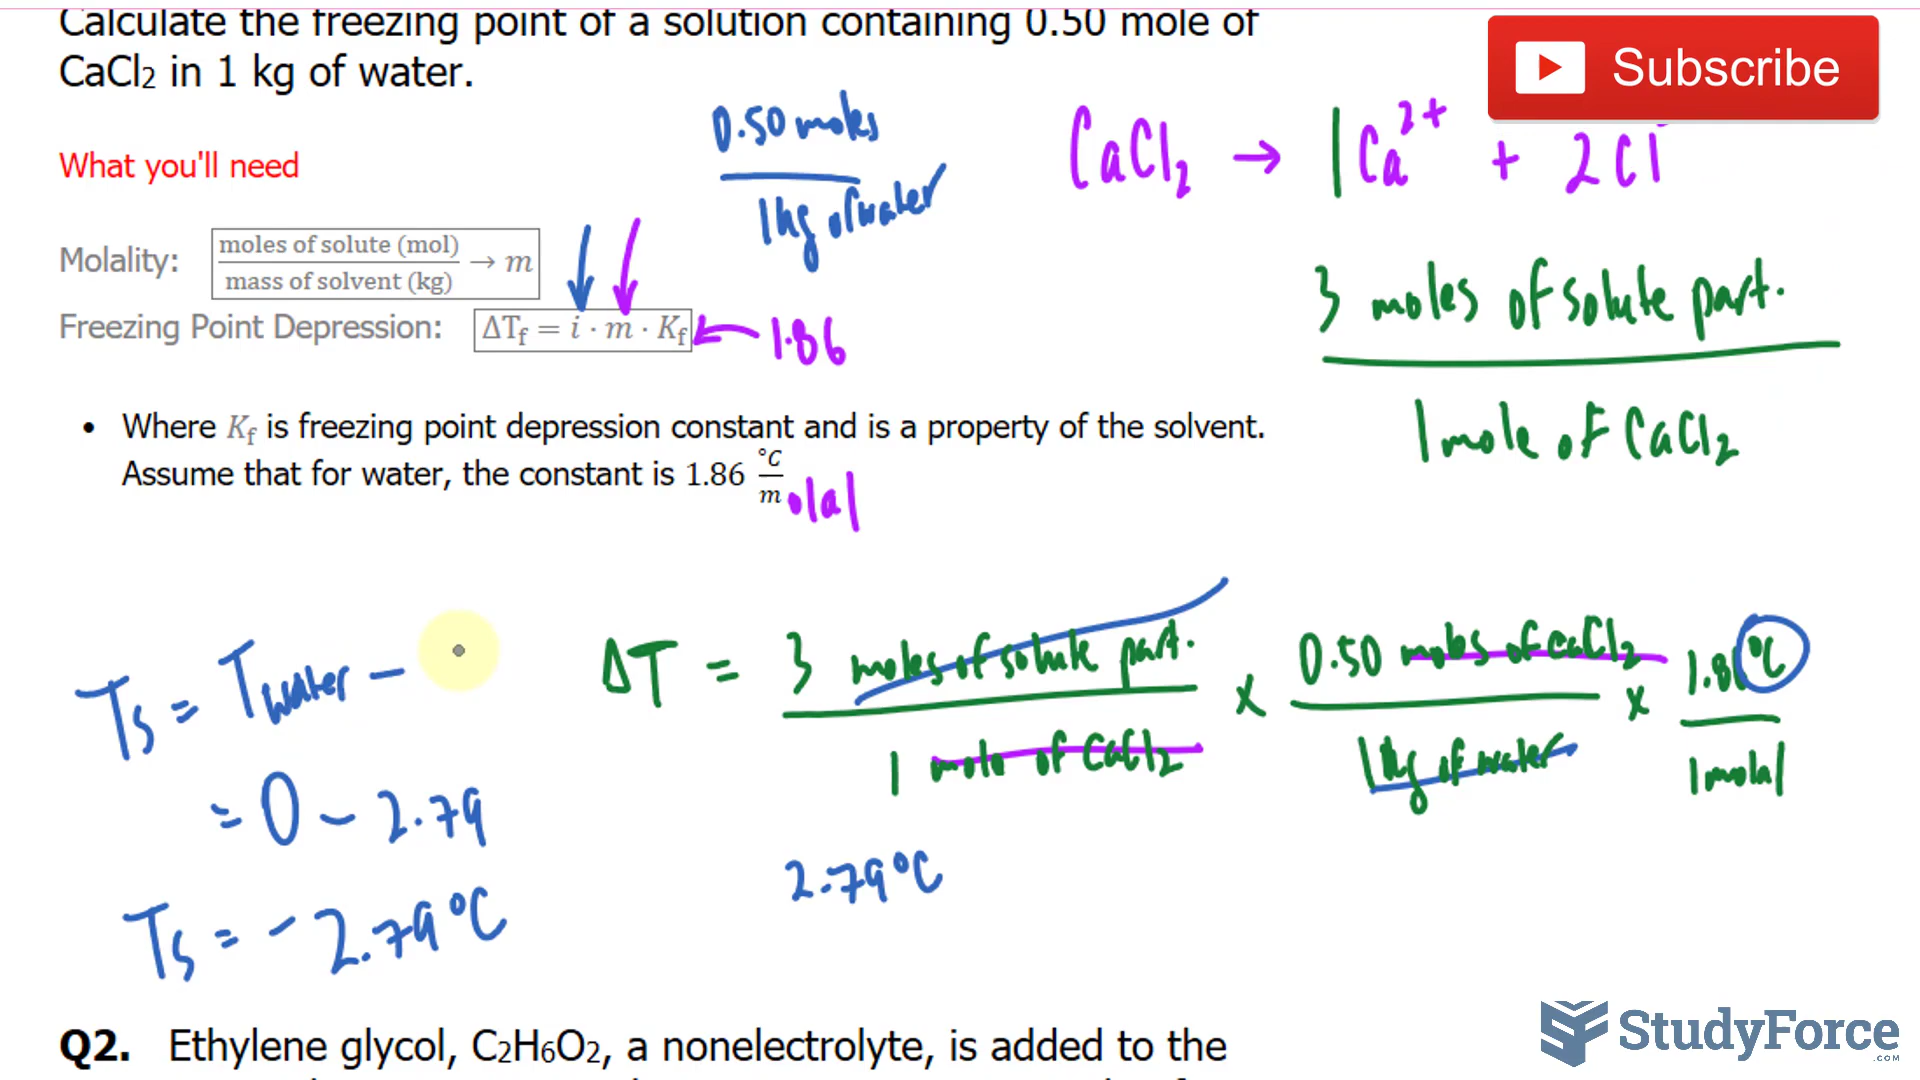 Calculate the freezing point of a solution containing 0.50 mole of
CaCl₂ in 1 kg of water.
Subscribe
0.50 moles
1kg of water
CaCl₂ → 1Ca²⁺ + 2Cl⁻
What you'll need
Molality: moles of solute (mol) / mass of solvent (kg) → m
Freezing Point Depression: ΔTf = i · m · Kf
1.86
3 moles of solute part.
1 mole of CaCl₂
• Where Kf is freezing point depression constant and is a property of the solvent.
Assume that for water, the constant is 1.86 °C/m olal
Ts = Twater −
= 0 − 2.79
Ts = − 2.79°C
ΔT = 3 moles of solute part. / 1 mole of CaCl₂ x 0.50 moles of CaCl₂ / 1kg of water x 1.86 °C / 1molal
2.79°C
Q2. Ethylene glycol, C₂H₆O₂, a nonelectrolyte, is added to the
SF StudyForce
.COM